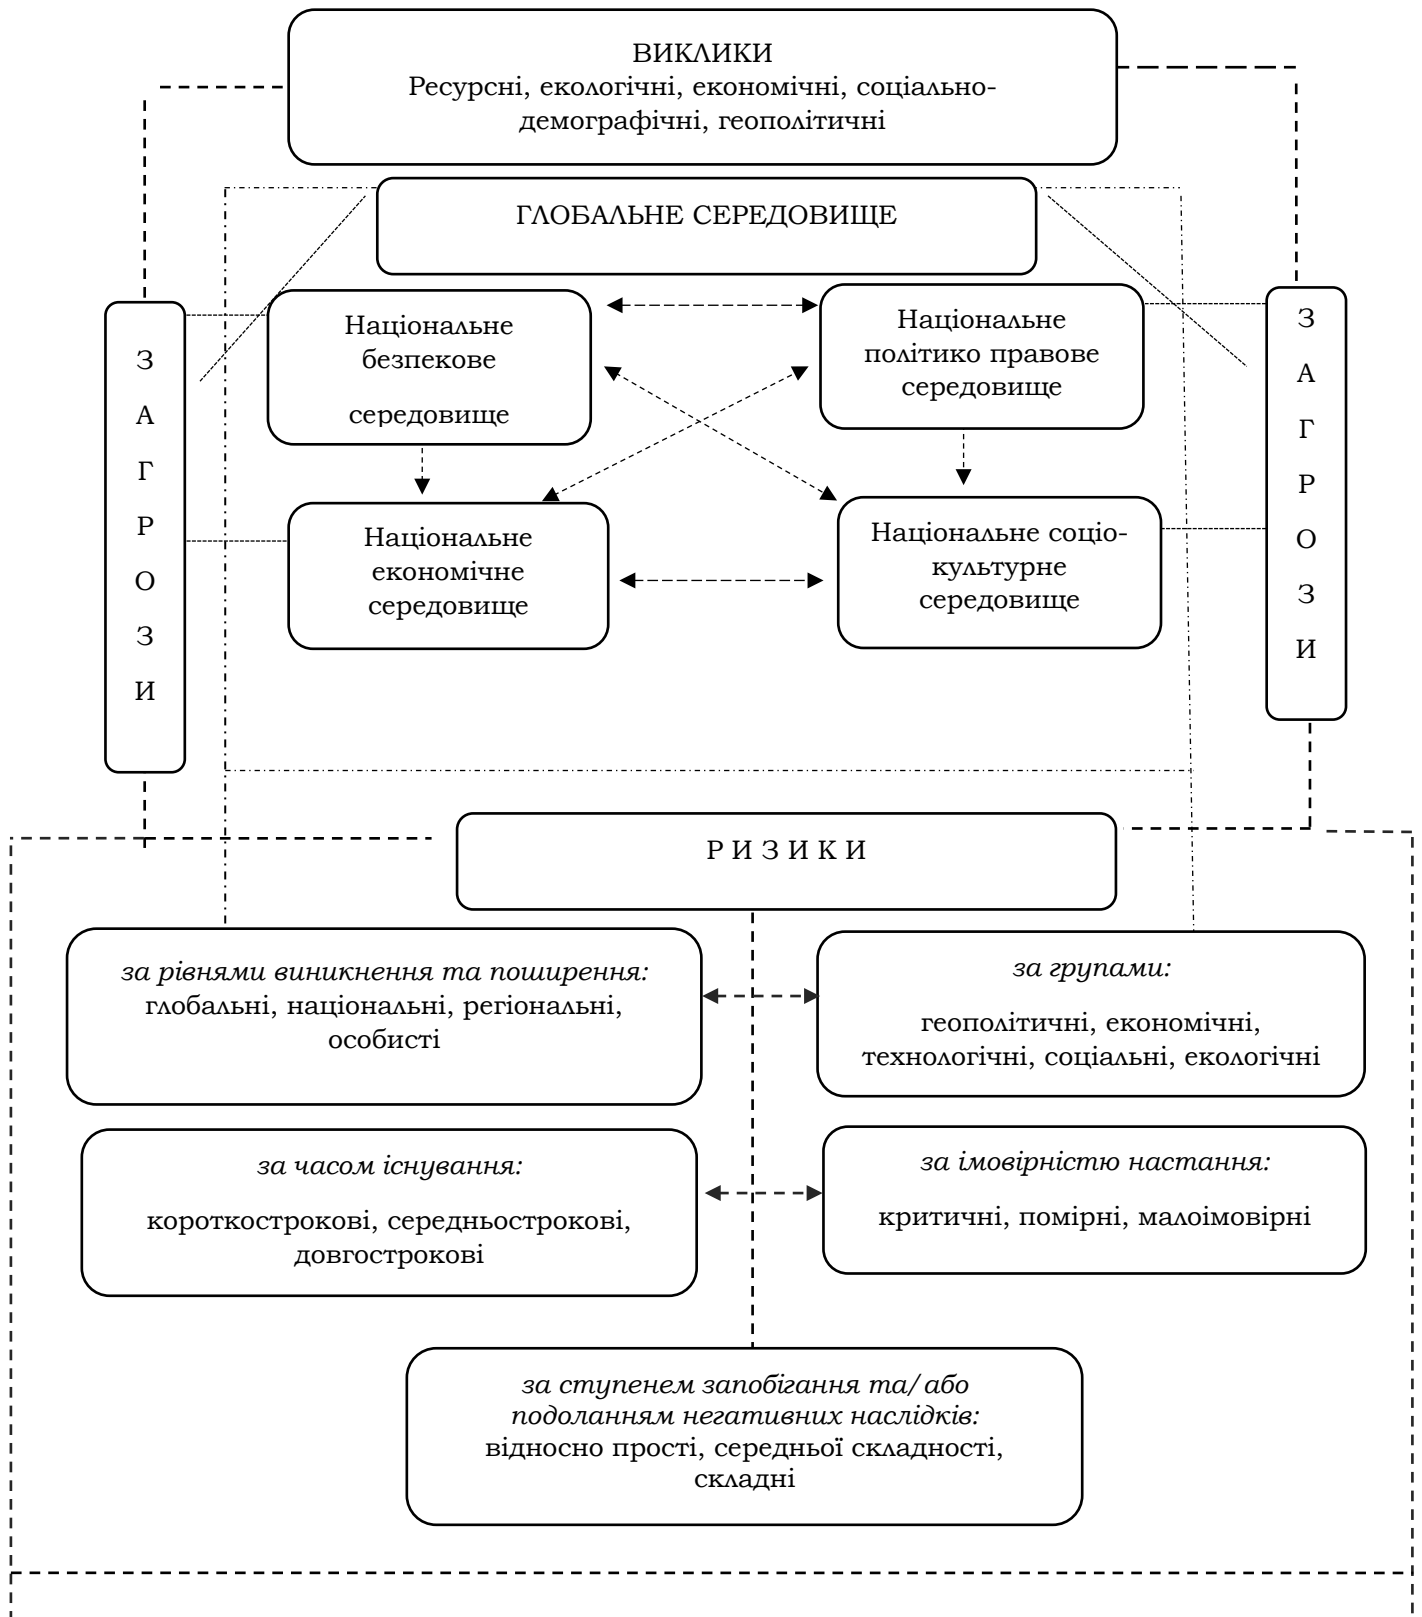 ВИКЛИКИ
Ресурсні, екологічні, економічні, соціально-
демографічні, геополітичні
ГЛОБАЛЬНЕ СЕРЕДОВИЩЕ
З
А
Г
Р
О
З
И
Національне
безпекове
середовище
Національне
політико правове
середовище
З
А
Г
Р
О
З
И
Національне
економічне
середовище
Національне соціо-
культурне
середовище
Р И З И К И
за рівнями виникнення та поширення:
глобальні, національні, регіональні,
особисті
за групами:
геополітичні, економічні,
технологічні, соціальні, екологічні
за часом існування:
короткострокові, середньострокові,
довгострокові
за імовірністю настання:
критичні, помірні, малоімовірні
за ступенем запобігання та/або
подоланням негативних наслідків:
відносно прості, середньої складності,
складні